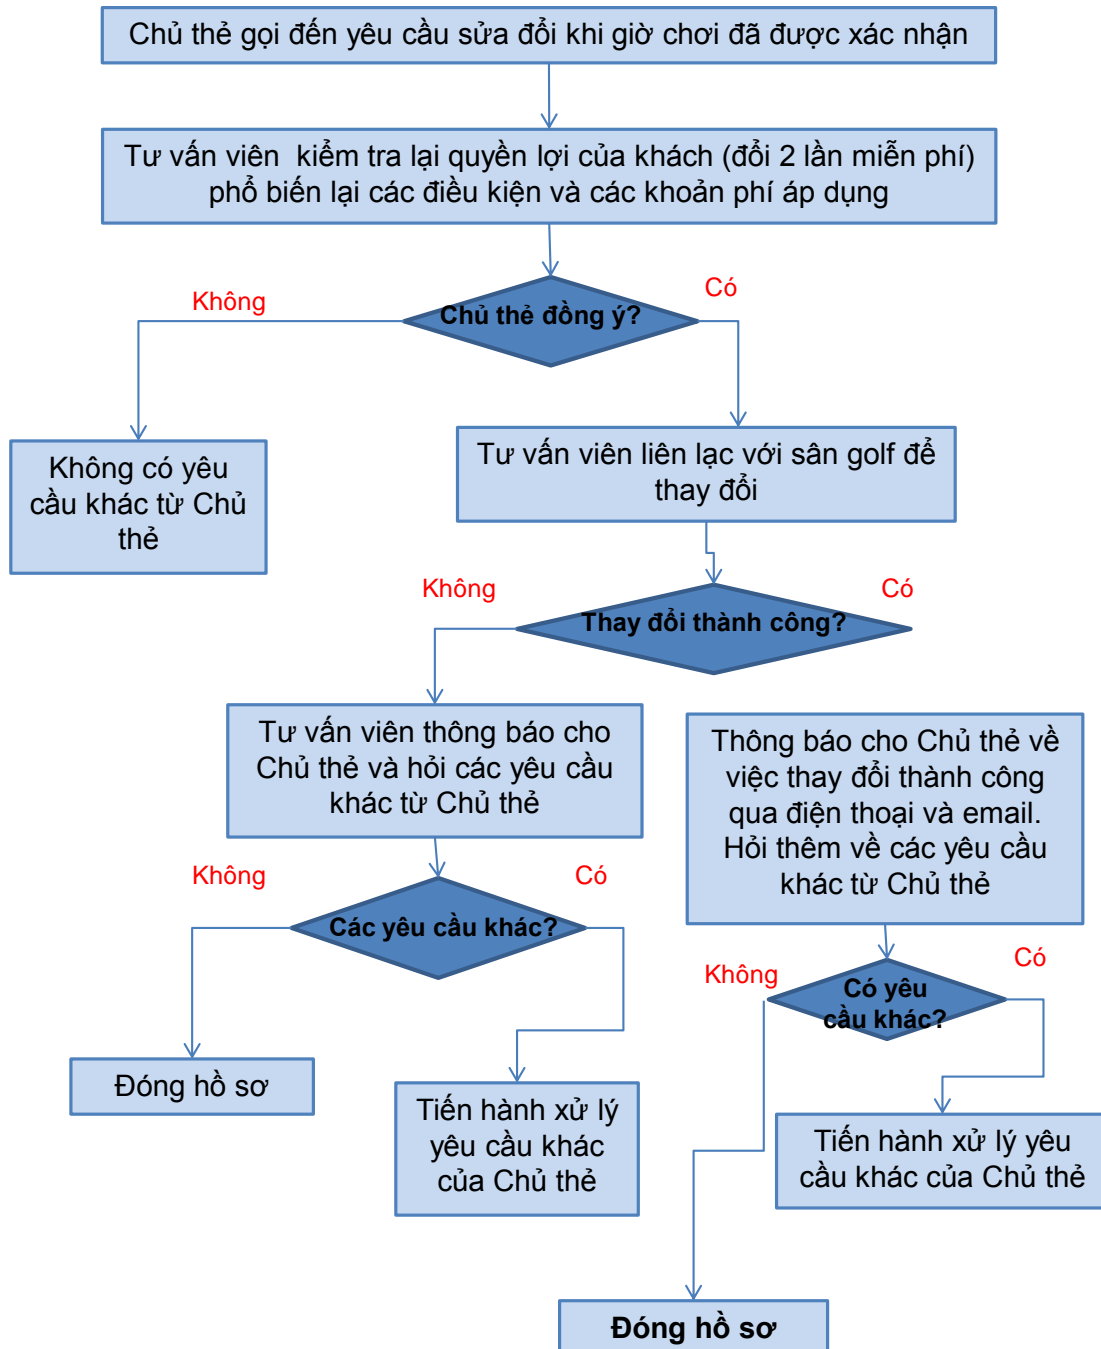 Chủ thẻ gọi đến yêu cầu sửa đổi khi giờ chơi đã được xác nhận
Tư vấn viên kiểm tra lại quyền lợi của khách (đổi 2 lần miễn phí)
phổ biến lại các điều kiện và các khoản phí áp dụng
Không
Có
Chủ thẻ đồng ý?
Không có yêu
cầu khác từ Chủ
thẻ
Tư vấn viên liên lạc với sân golf để
thay đổi
Không
Có
Thay đổi thành công?
Tư vấn viên thông báo cho
Chủ thẻ và hỏi các yêu cầu
khác từ Chủ thẻ
Thông báo cho Chủ thẻ về
việc thay đổi thành công
qua điện thoại và email.
Hỏi thêm về các yêu cầu
khác từ Chủ thẻ
Không
Có
Các yêu cầu khác?
Không
Có
Có yêu
cầu khác?
Đóng hồ sơ
Tiến hành xử lý
yêu cầu khác
của Chủ thẻ
Tiến hành xử lý yêu
cầu khác của Chủ thẻ
Đóng hồ sơ